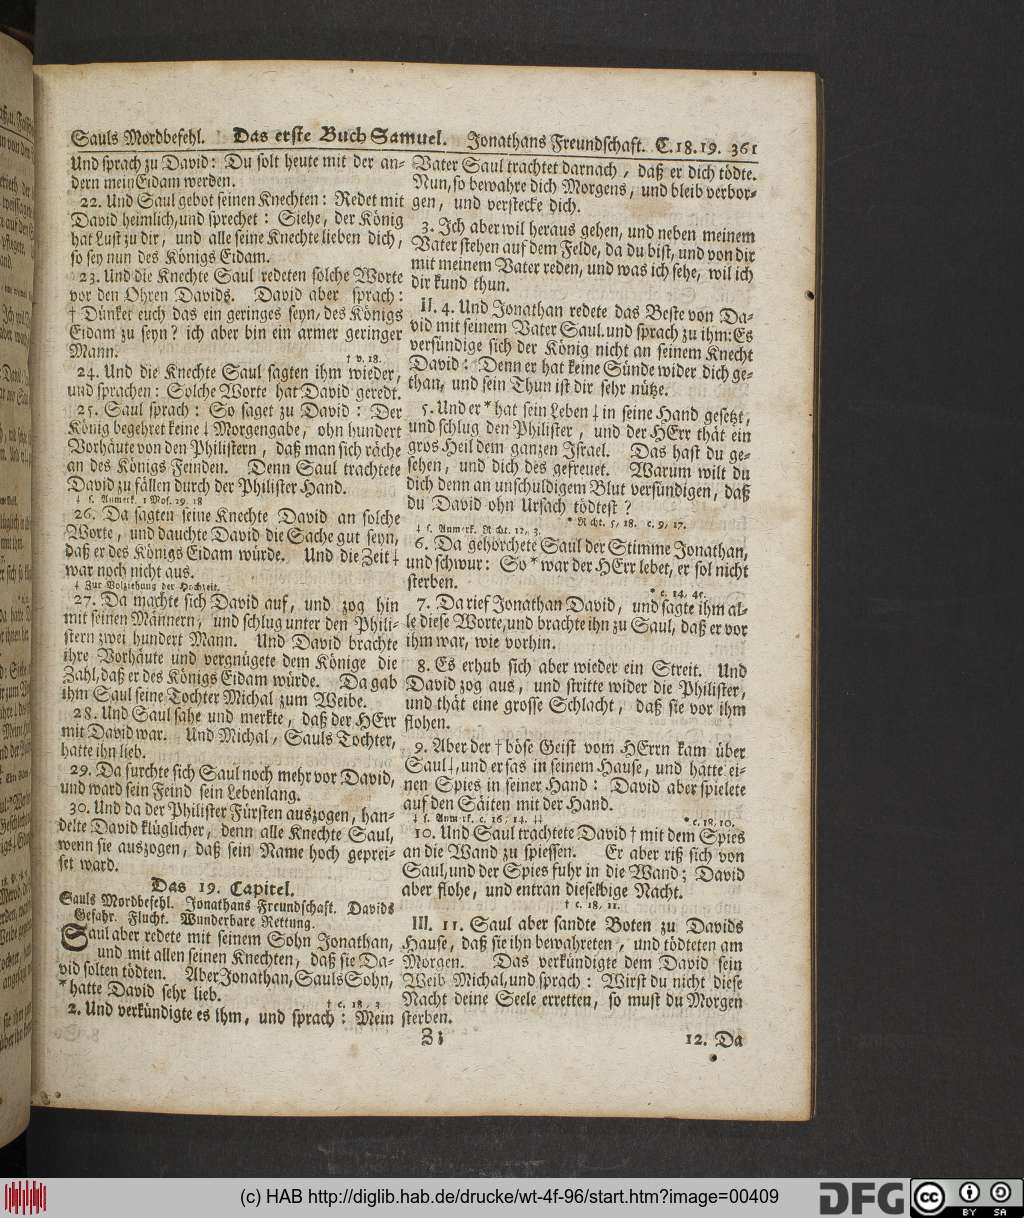 Sauls Mordbefehl. Das erste Buch Samuel. Jonathans Freundschaft. C. 18. 19. 361
Und sprach zu David: Du solt heute mit der an-
dern mein Eidam werden.
22. Und Saul gebot seinen Knechten: Redet mit
David heimlich, und sprechet: Siehe, der König
hat Lust zu dir, und alle seine Knechte lieben dich,
so sey nun des Königs Eidam.
23. Und die Knechte Saul redeten solche Worte
vor den Ohren Davids. David aber sprach:
† Dünket euch das ein geringes seyn, des Königs
Eidam zu seyn? ich aber bin ein armer geringer
Mann.
† v. 18.
24. Und die Knechte Saul sagten ihm wieder,
und sprachen: Solche Worte hat David geredt.
25. Saul sprach: So saget zu David: Der
König begehret keine ‡ Morgengabe, ohn hundert
Vorhäute von den Philistern, daß man sich räche
an des Königs Feinden. Denn Saul trachtete
David zu fällen durch der Philister Hand.
‡ s. Anmerk. 1 Mos. 29, 18
26. Da sagten seine Knechte David an solche
Worte, und dauchte David die Sache gut seyn,
daß er des Königs Eidam würde. Und die Zeit ‡
war noch nicht aus.
‡ Zur Volziehung der Hochzeit.
27. Da machte sich David auf, und zog hin
mit seinen Männern, und schlug unter den Phili-
stern zwei hundert Mann. Und David brachte
ihre Vorhäute und vergnügete dem Könige die
Zahl, daß er des Königs Eidam würde. Da gab
ihm Saul seine Tochter Michal zum Weibe.
28. Und Saul sahe und merkte, daß der HErr
mit David war. Und Michal, Sauls Tochter,
hatte ihn lieb.
29. Da furchte sich Saul noch mehr vor David,
und ward sein Feind sein Lebenlang.
30. Und da der Philister Fürsten auszogen, han-
delte David klüglicher, denn alle Knechte Saul,
wenn sie auszogen, daß sein Name hoch geprei-
set ward.
Das 19. Capitel.
Sauls Mordbefehl. Jonathans Freundschaft. Davids
Gefahr. Flucht. Wunderbare Rettung.
Saul aber redete mit seinem Sohn Jonathan,
und mit allen seinen Knechten, daß sie Da-
vid solten tödten. Aber Jonathan, Sauls Sohn,
* hatte David sehr lieb.
† c. 18, 3.
2. Und verkündigte es ihm, und sprach: Mein
Vater Saul trachtet darnach, daß er dich tödte.
Nun, so bewahre dich Morgens, und bleib verbor-
gen, und verstecke dich.
3. Ich aber wil heraus gehen, und neben meinem
Vater stehen auf dem Felde, da du bist, und von dir
mit meinem Vater reden, und was ich sehe, wil ich
dir kund thun.
II. 4. Und Jonathan redete das Beste von Da-
vid mit seinem Vater Saul, und sprach zu ihm: Es
versündige sich der König nicht an seinem Knecht
David: Denn er hat keine Sünde wider dich ge-
than, und sein Thun ist dir sehr nütze.
5. Und er * hat sein Leben ‡ in seine Hand gesetzt,
und schlug den Philister, und der HErr thät ein
gros Heil dem ganzen Israel. Das hast du ge-
sehen, und dich des gefreuet. Warum wilt du
dich denn an unschuldigem Blut versündigen, daß
du David ohn Ursach tödtest?
* Richt. 5, 18. c. 9, 17.
‡ s. Anmerk. Richt. 12, 3.
6. Da gehorchete Saul der Stimme Jonathan,
und schwur: So * war der HErr lebet, er sol nicht
sterben.
* c. 14, 45.
7. Da rief Jonathan David, und sagte ihm al-
le diese Worte, und brachte ihn zu Saul, daß er vor
ihm war, wie vorhin.
8. Es erhub sich aber wieder ein Streit. Und
David zog aus, und stritte wider die Philister,
und thät eine grosse Schlacht, daß sie vor ihm
flohen.
9. Aber der † böse Geist vom HErrn kam über
Saul ‡, und er sas in seinem Hause, und hatte ei-
nen Spies in seiner Hand: David aber spielete
auf den Säiten mit der Hand.
* c. 18, 10.
‡ s. Anmerk. c. 16, 14. ‡‡
10. Und Saul trachtete David † mit dem Spies
an die Wand zu spiessen. Er aber riß sich von
Saul, und der Spies fuhr in die Wand; David
aber flohe, und entran dieselbige Nacht.
† c. 18, 11.
III. 11. Saul aber sandte Boten zu Davids
Hause, daß sie ihn bewahreten, und tödteten am
Morgen. Das verkündigte dem David sein
Weib Michal, und sprach: Wirst du nicht diese
Nacht deine Seele erretten, so must du Morgen
sterben.
Z 5
12. Da
(c) HAB http://diglib.hab.de/drucke/wt-4f-96/start.htm?image=00409
DFG
cc
BY SA